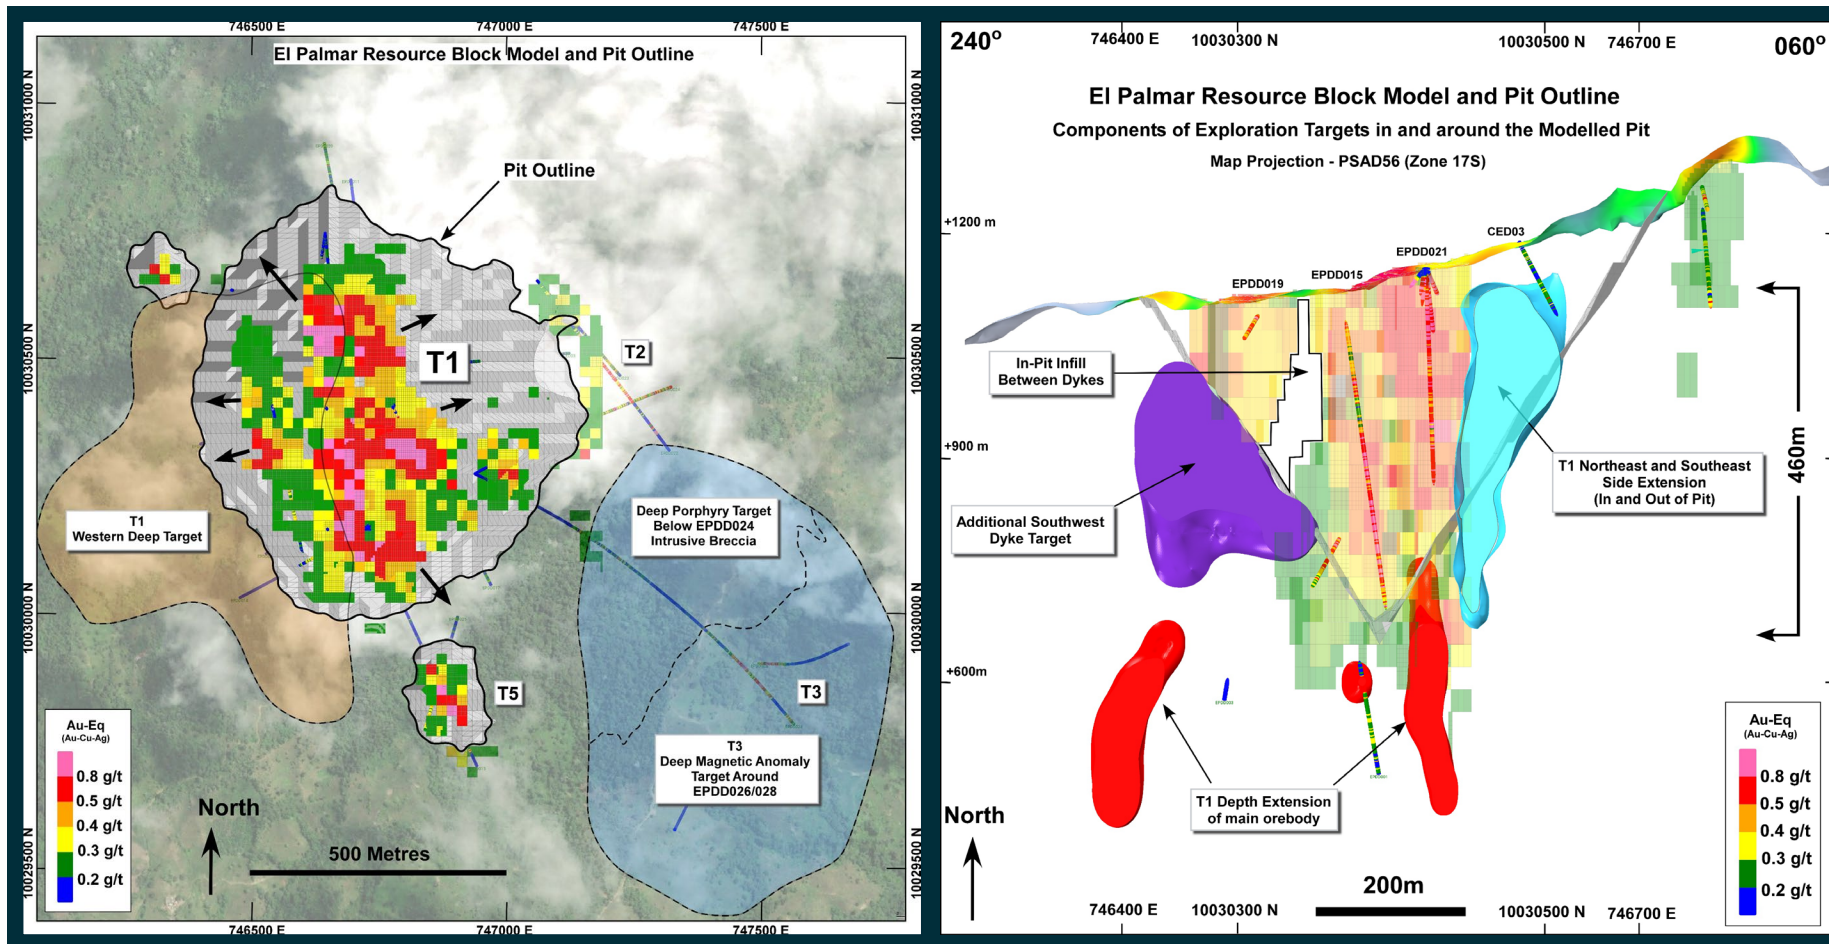 746500 E
747000 E
747500 E
El Palmar Resource Block Model and Pit Outline
10031000 N
10031000 N
Pit Outline
10030500 N
10030500 N
T1
T2
T1
Western Deep Target
Deep Porphyry Target
Below EPDD024
Intrusive Breccia
10030000 N
10030000 N
T5
T3
T3
Deep Magnetic Anomaly
Target Around
EPDD026/028
Au-Eq
(Au-Cu-Ag)
0.8 g/t
0.5 g/t
0.4 g/t
0.3 g/t
0.2 g/t
North
500 Metres
10029500 N
10029500 N
746500 E
747000 E
747500 E
240°
746400 E
10030300 N
10030500 N
746700 E
060°
El Palmar Resource Block Model and Pit Outline
Components of Exploration Targets in and around the Modelled Pit
Map Projection - PSAD56 (Zone 17S)
+1200 m
CED03
EPDD021
EPDD015
EPDD019
In-Pit Infill
Between Dykes
+900 m
460m
T1 Northeast and Southeast
Side Extension
(In and Out of Pit)
Additional Southwest
Dyke Target
+600m
T1 Depth Extension
of main orebody
North
200m
Au-Eq
(Au-Cu-Ag)
0.8 g/t
0.5 g/t
0.4 g/t
0.3 g/t
0.2 g/t
746400 E
10030300 N
10030500 N
746700 E